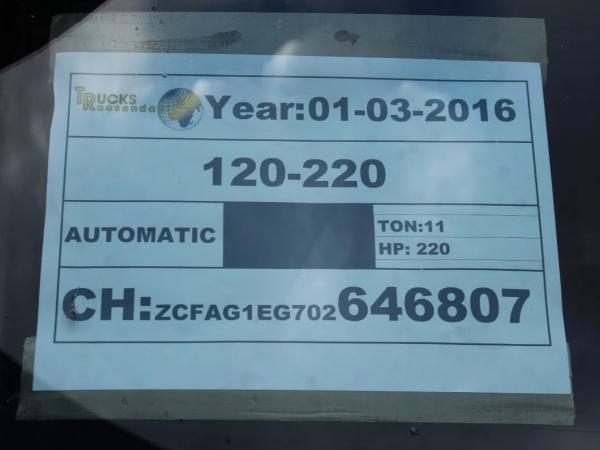 TRUCKS Roosendaal
Year:01-03-2016
120-220
AUTOMATIC
TON:11
HP: 220
CH:ZCFAG1EG702646807